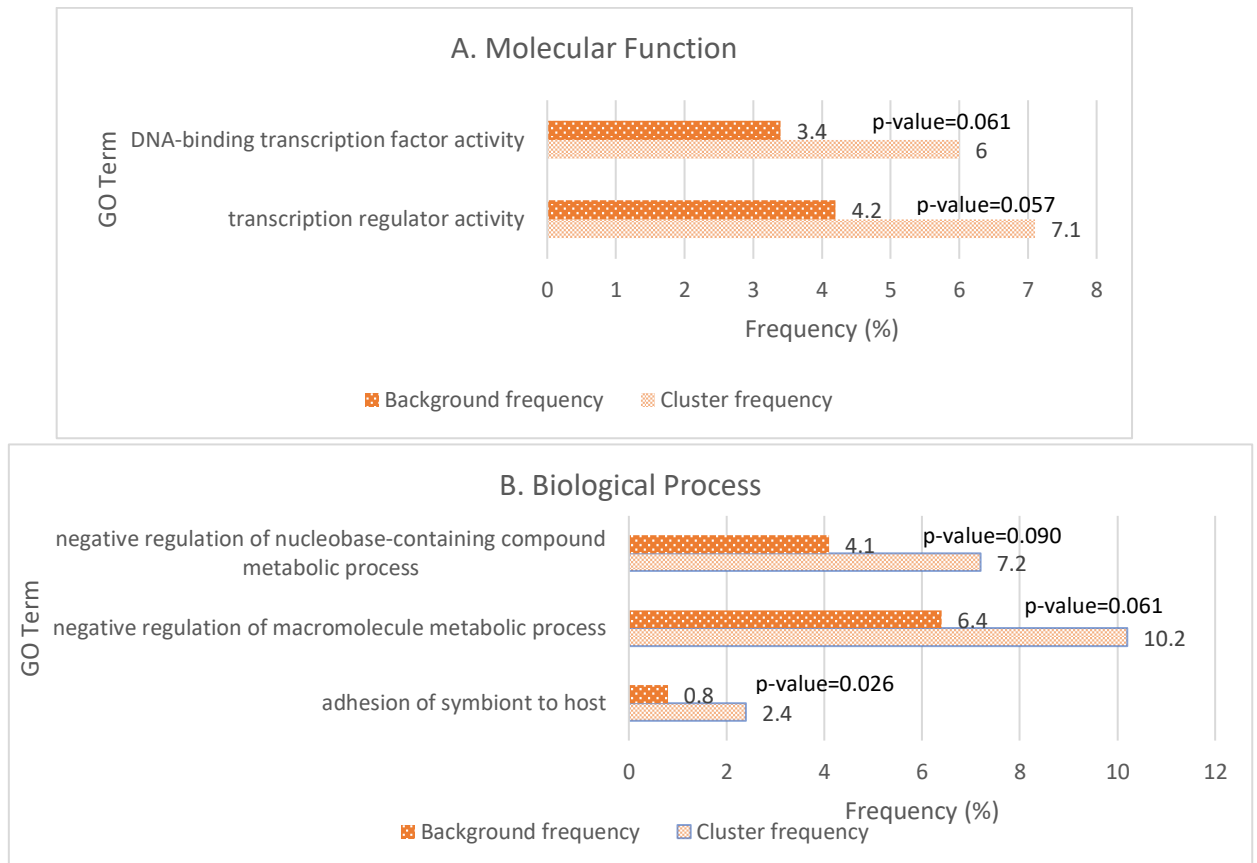 A. Molecular Function
GO Term
DNA-binding transcription factor activity
3.4
p-value=0.061
6
transcription regulator activity
4.2
p-value=0.057
7.1
0 1 2 3 4 5 6 7 8
Frequency (%)
Background frequency Cluster frequency
B. Biological Process
GO Term
negative regulation of nucleobase-containing compound
metabolic process
4.1
p-value=0.090
7.2
negative regulation of macromolecule metabolic process
6.4
p-value=0.061
10.2
adhesion of symbiont to host
0.8
p-value=0.026
2.4
0 2 4 6 8 10 12
Frequency (%)
Background frequency Cluster frequency